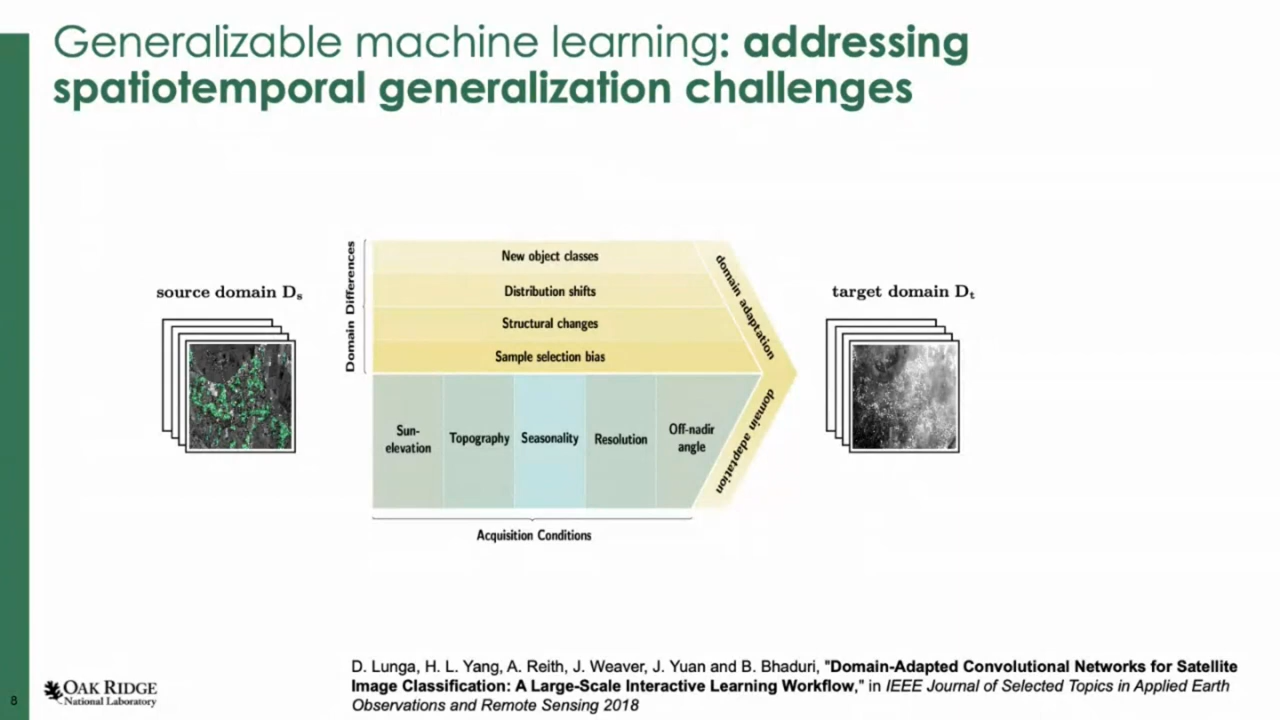 Generalizable machine learning: addressing
spatiotemporal generalization challenges
source domain Ds
Domain Differences
New object classes
Distribution shifts
Structural changes
Sample selection bias
domain adaptation
domain adaptation
Sun-
elevation
Topography
Seasonality
Resolution
Off-nadir
angle
Acquisition Conditions
target domain Dt
D. Lunga, H. L. Yang, A. Reith, J. Weaver, J. Yuan and B. Bhaduri, "Domain-Adapted Convolutional Networks for Satellite
Image Classification: A Large-Scale Interactive Learning Workflow," in IEEE Journal of Selected Topics in Applied Earth
Observations and Remote Sensing 2018
8
OAK RIDGE
National Laboratory